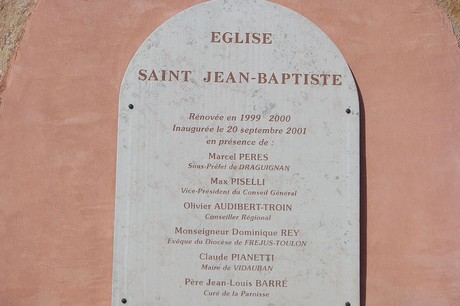 EGLISE
SAINT JEAN-BAPTISTE
Rénovée en 1999 2000
Inaugurée le 20 septembre 2001
en présence de :
Marcel PERES
Sous-Préfet de DRAGUIGNAN
Max PISELLI
Vice-Président du Conseil Général
Olivier AUDIBERT-TROIN
Conseiller Régional
Monseigneur Dominique REY
Evêque du Diocèse de FREJUS-TOULON
Claude PIANETTI
Maire de VIDAUBAN
Père Jean-Louis BARRÉ
Curé de la Paroisse